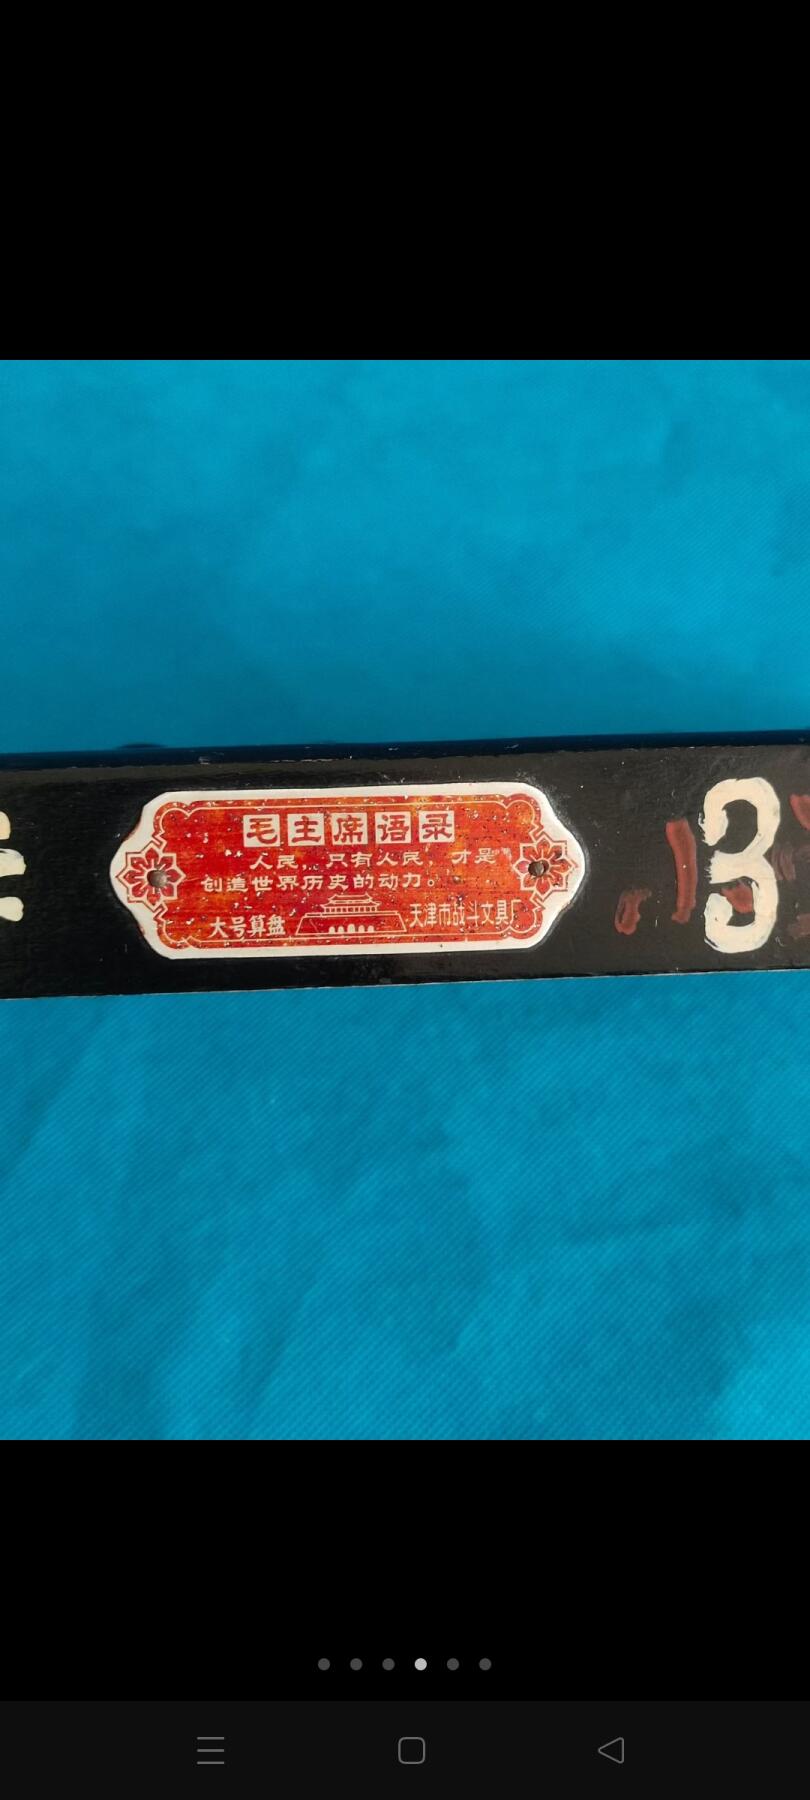 毛主席语录
人民，只有人民，才是
创造世界历史的动力。
大号算盘
天津市战斗文具厂
3